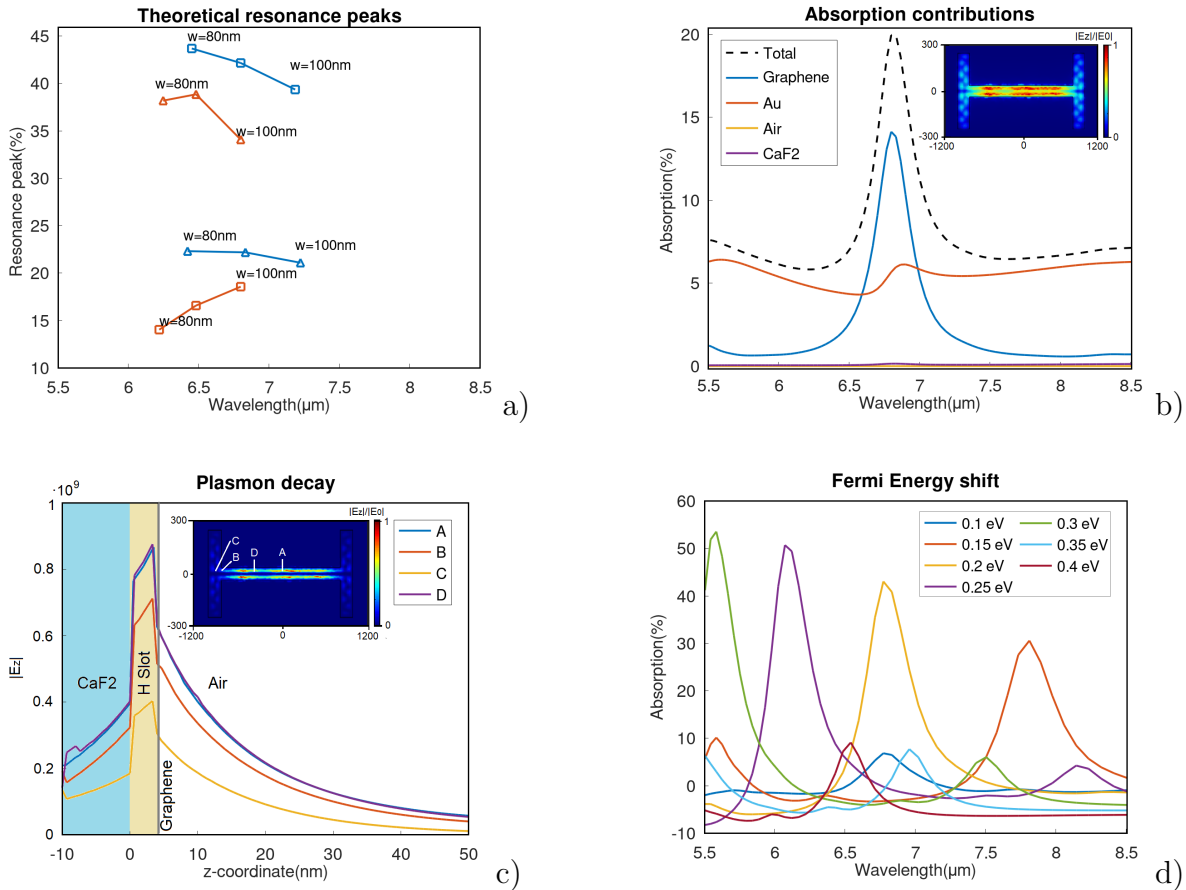 Theoretical resonance peaks
45
40
35
30
25
20
15
10
Resonance peak(%)
w=80nm
w=100nm
w=80nm
w=100nm
w=80nm
w=100nm
w=100nm
w=80nm
5.5 6 6.5 7 7.5 8 8.5
Wavelength(μm)
a)
Absorption contributions
20
15
10
5
0
Absorption(%)
Total
Graphene
Au
Air
CaF2
|Ez|/|E0|
300
0
-300
-1200 0 1200
1
0
5.5 6 6.5 7 7.5 8 8.5
Wavelength(μm)
b)
Plasmon decay
·10⁹
1
0.8
0.6
0.4
0.2
0
|Ez|
CaF2
H Slot
Graphene
Air
|Ez|/|E0|
300
0
-300
-1200 0 1200
1
0
C
B
D
A
A
B
C
D
-10 0 10 20 30 40 50
z-coordinate(nm)
c)
Fermi Energy shift
60
50
40
30
20
10
0
-10
Absorption(%)
0.1 eV
0.15 eV
0.2 eV
0.25 eV
0.3 eV
0.35 eV
0.4 eV
5.5 6 6.5 7 7.5 8 8.5
Wavelength(μm)
d)